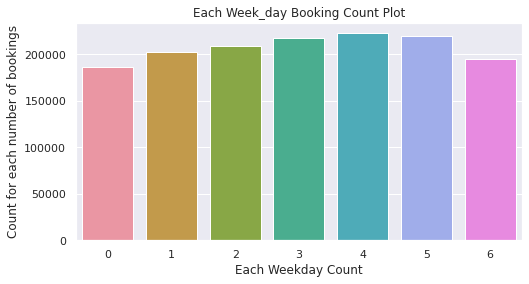 Each Week_day Booking Count Plot
Count for each number of bookings
200000
150000
100000
50000
0
0 1 2 3 4 5 6
Each Weekday Count